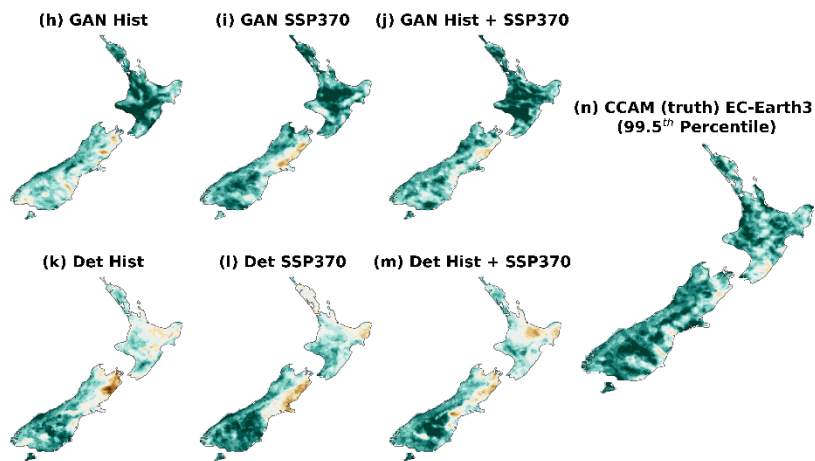 (h) GAN Hist
(i) GAN SSP370
(j) GAN Hist + SSP370
(n) CCAM (truth) EC-Earth3
(99.5th Percentile)
(k) Det Hist
(l) Det SSP370
(m) Det Hist + SSP370